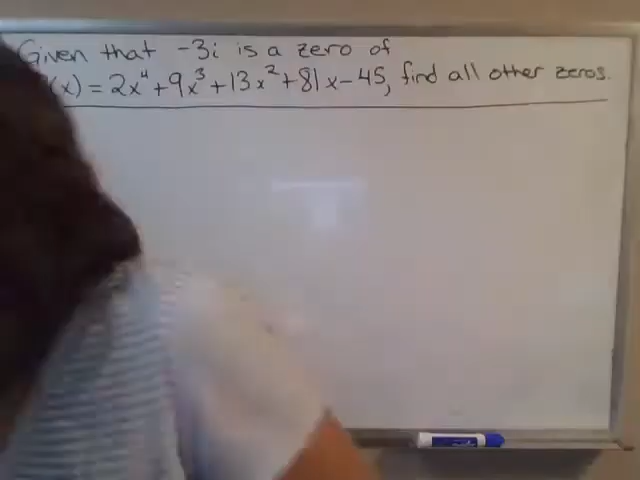 Given that -3i is a zero of
(x) = 2x⁴ + 9x³ + 13x² + 81x - 45, find all other zeros.